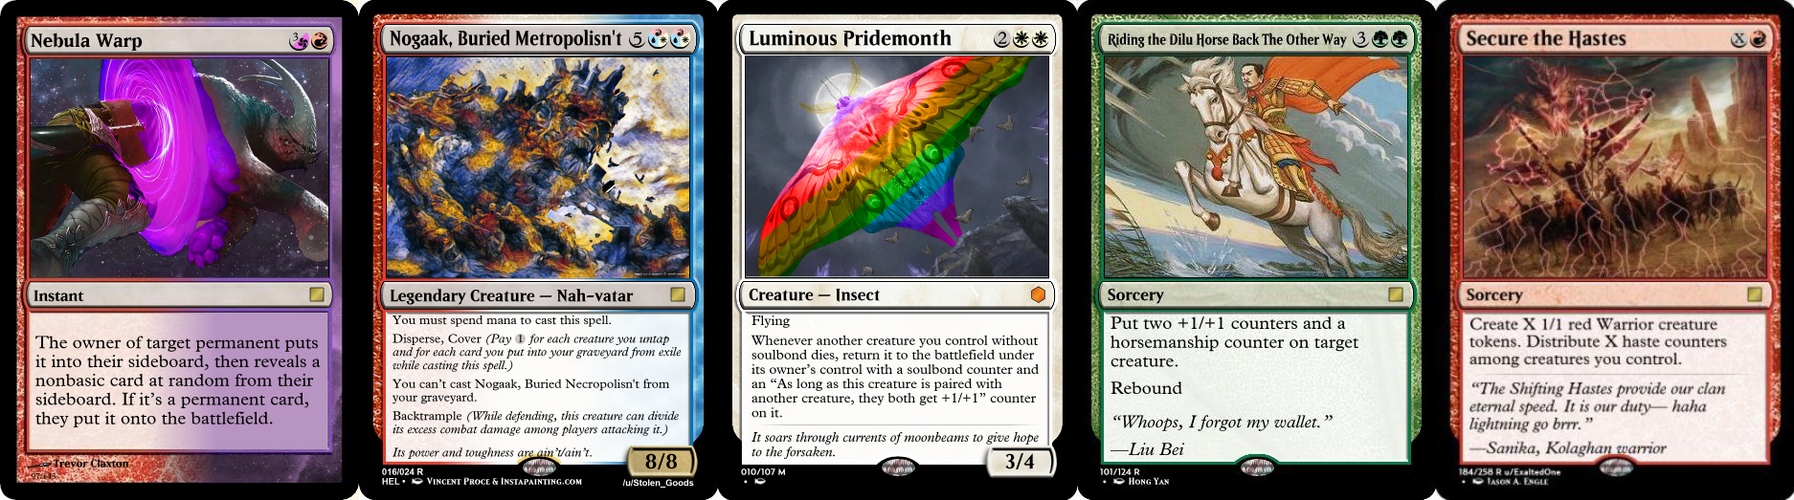 Nebula Warp
3
Instant
The owner of target permanent puts
it into their sideboard, then reveals a
nonbasic card at random from their
sideboard. If it's a permanent card,
they put it onto the battlefield.
Trevor Claxton
Nogaak, Buried Metropolisn't
5
Legendary Creature — Nah-vatar
You must spend mana to cast this spell.
Disperse, Cover (Pay 1 for each creature you untap
and for each card you put into your graveyard from exile
while casting this spell.)
You can't cast Nogaak, Buried Necropolisn't from
your graveyard.
Backtrample (While defending, this creature can divide
its excess combat damage among players attacking it.)
Its power and toughness are ain't/ain't.
8/8
016/024 R
HEL • Vincent Proce & Instapainting.com
/u/Stolen_Goods
Luminous Pridemonth
2
Creature — Insect
Flying
Whenever another creature you control without
soulbond dies, return it to the battlefield under
its owner's control with a soulbond counter and
an "As long as this creature is paired with
another creature, they both get +1/+1" counter
on it.
It soars through currents of moonbeams to give hope
to the forsaken.
3/4
010/107 M
Riding the Dilu Horse Back The Other Way
3
Sorcery
Put two +1/+1 counters and a
horsemanship counter on target
creature.
Rebound
"Whoops, I forgot my wallet."
—Liu Bei
101/124 R
• Hong Yan
Secure the Hastes
X
Sorcery
Create X 1/1 red Warrior creature
tokens. Distribute X haste counters
among creatures you control.
"The Shifting Hastes provide our clan
eternal speed. It is our duty— haha
lightning go brrr."
—Sanika, Kolaghan warrior
184/258 R u/ExaltedOne
• Jason A. Engle